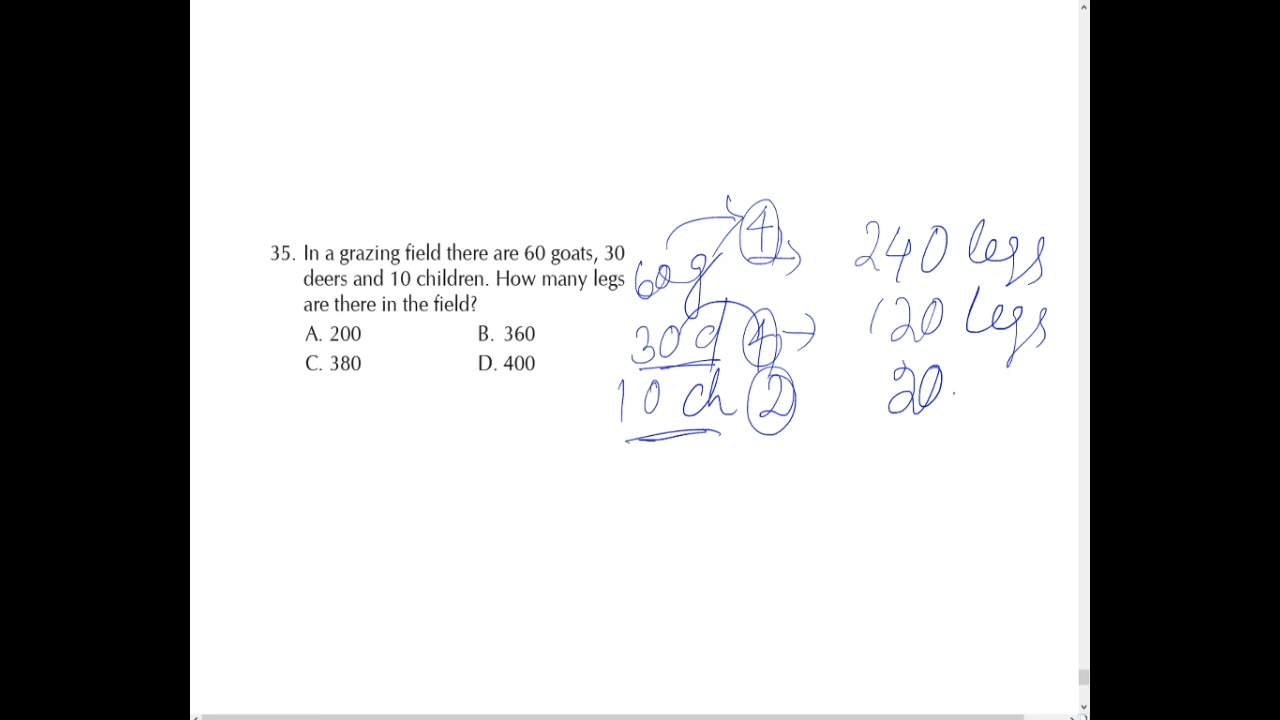 35. In a grazing field there are 60 goats, 30
deers and 10 children. How many legs
are there in the field?
A. 200 B. 360
C. 380 D. 400
60g 4 → 240 legs
30 d 4 → 120 legs
10 ch 2 20